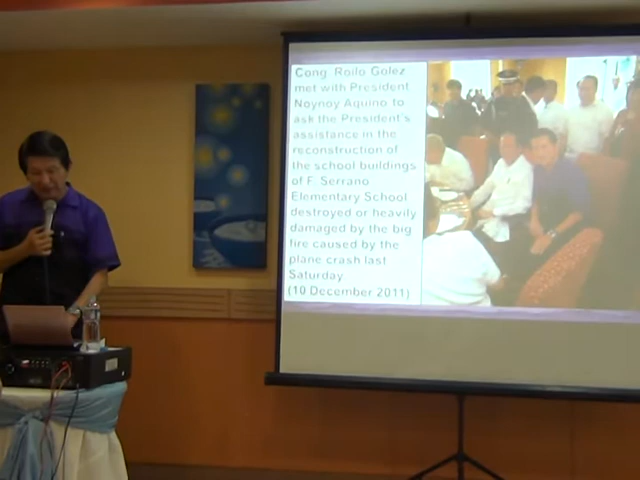 Cong. Roilo Golez
met with President
Noynoy Aquino to
ask the President's
assistance in the
reconstruction of
the school buildings
of F. Serrano
Elementary School
destroyed or heavily
damaged by the big
fire caused by the
plane crash last
Saturday.
(10 December 2011)